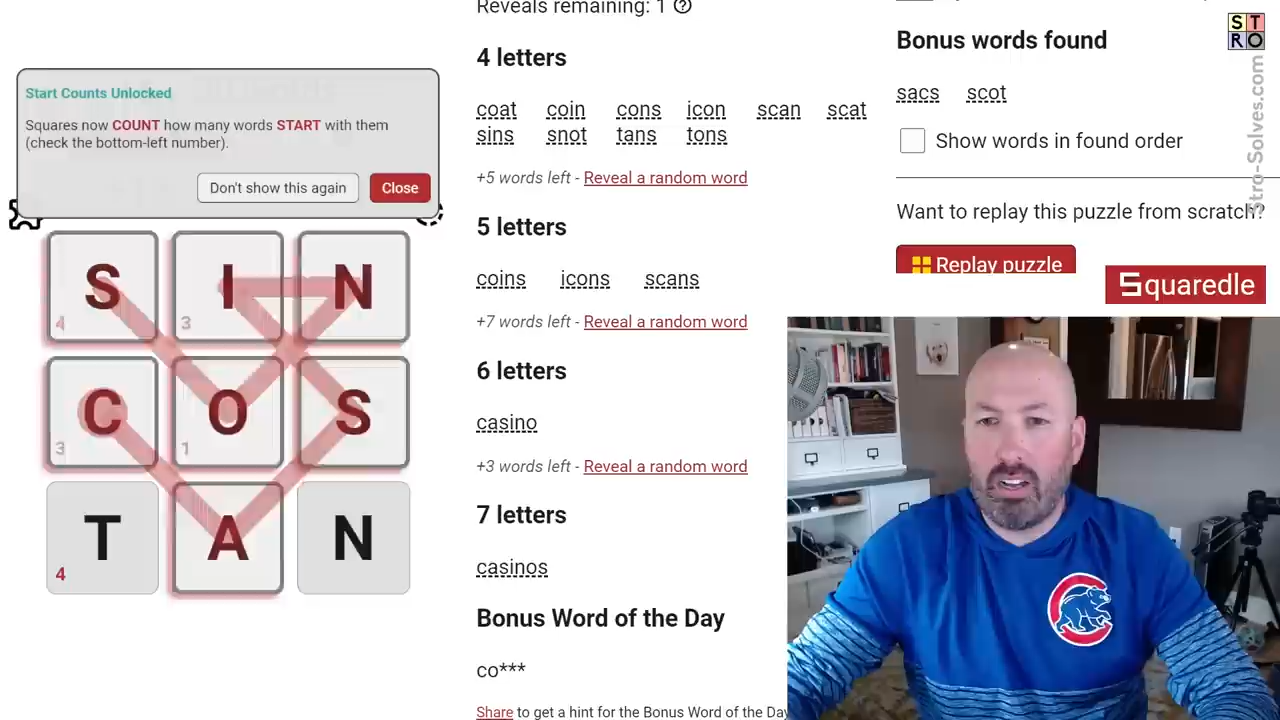 Start Counts Unlocked
Squares now COUNT how many words START with them
(check the bottom-left number).
Don't show this again
Close
S I N
4 3
C O S
3 1
T A N
4
Reveals remaining: 1 ?
4 letters
coat coin cons icon scan scat
sins snot tans tons
+5 words left - Reveal a random word
5 letters
coins icons scans
+7 words left - Reveal a random word
6 letters
casino
+3 words left - Reveal a random word
7 letters
casinos
Bonus Word of the Day
co***
Share to get a hint for the Bonus Word of the Day
Bonus words found
sacs scot
Show words in found order
Want to replay this puzzle from scratch?
Replay puzzle
Squaredle
S T
R O
Stro-Solves.com